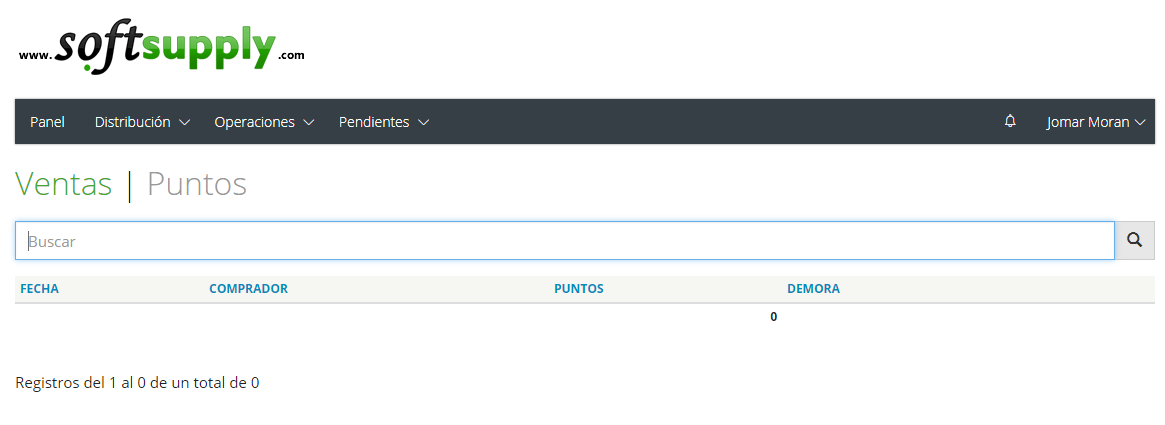 www.softsupply.com
Panel Distribución Operaciones Pendientes Jomar Moran
Ventas | Puntos
Buscar
FECHA COMPRADOR PUNTOS DEMORA
0
Registros del 1 al 0 de un total de 0